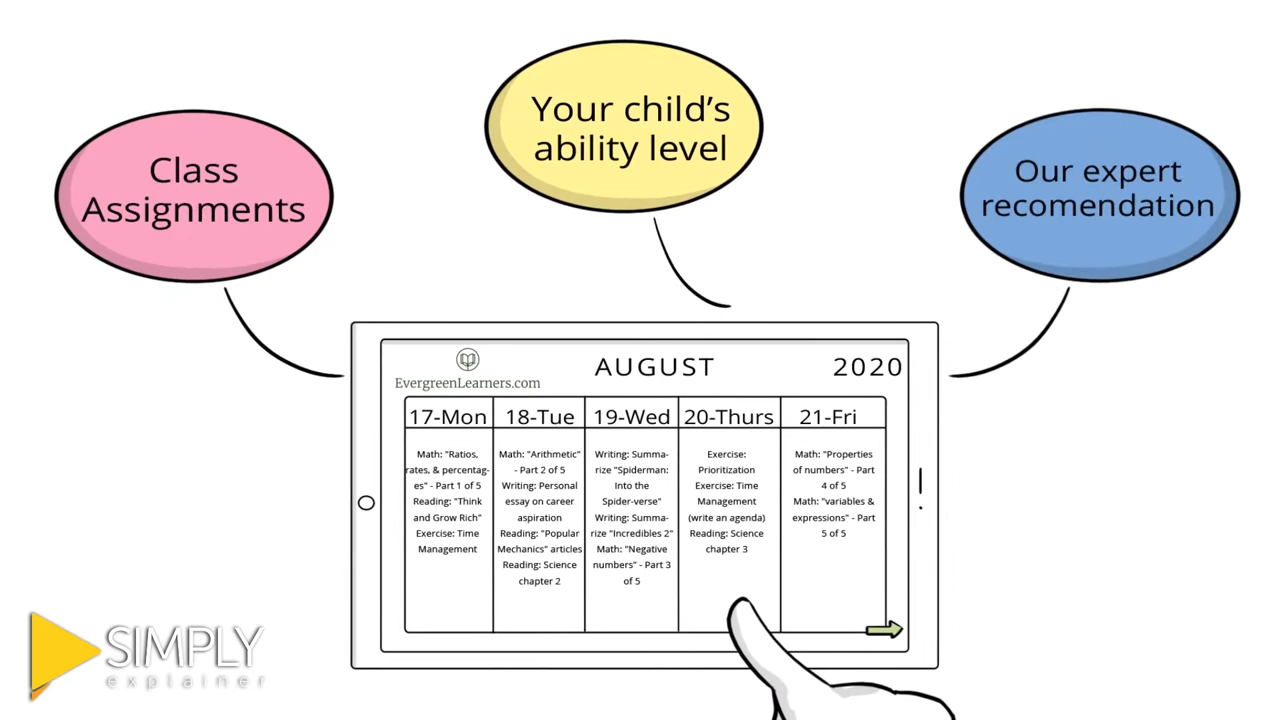 Your child's
ability level
Class
Assignments
Our expert
recomendation
EvergreenLearners.com
AUGUST
2020
17-Mon
18-Tue
19-Wed
20-Thurs
21-Fri
Math: "Ratios,
rates, & percentag-
es" - Part 1 of 5
Reading: "Think
and Grow Rich"
Exercise: Time
Management
Math: "Arithmetic"
- Part 2 of 5
Writing: Personal
essay on career
aspiration
Reading: "Popular
Mechanics" articles
Reading: Science
chapter 2
Writing: Summa-
rize "Spiderman:
Into the
Spider-verse"
Writing: Summa-
rize "Incredibles 2"
Math: "Negative
numbers" - Part 3
of 5
Exercise:
Prioritization
Exercise: Time
Management
(write an agenda)
Reading: Science
chapter 3
Math: "Properties
of numbers" - Part
4 of 5
Math: "variables &
expressions" - Part
5 of 5
SIMPLY
explainer